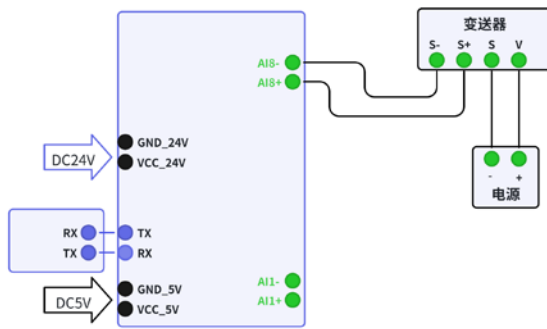 变送器
S- S+ S V
AI8-
AI8+
GND_24V
DC24V
VCC_24V
- +
电源
RX TX
TX RX
AI1-
GND_5V
AI1+
DC5V
VCC_5V